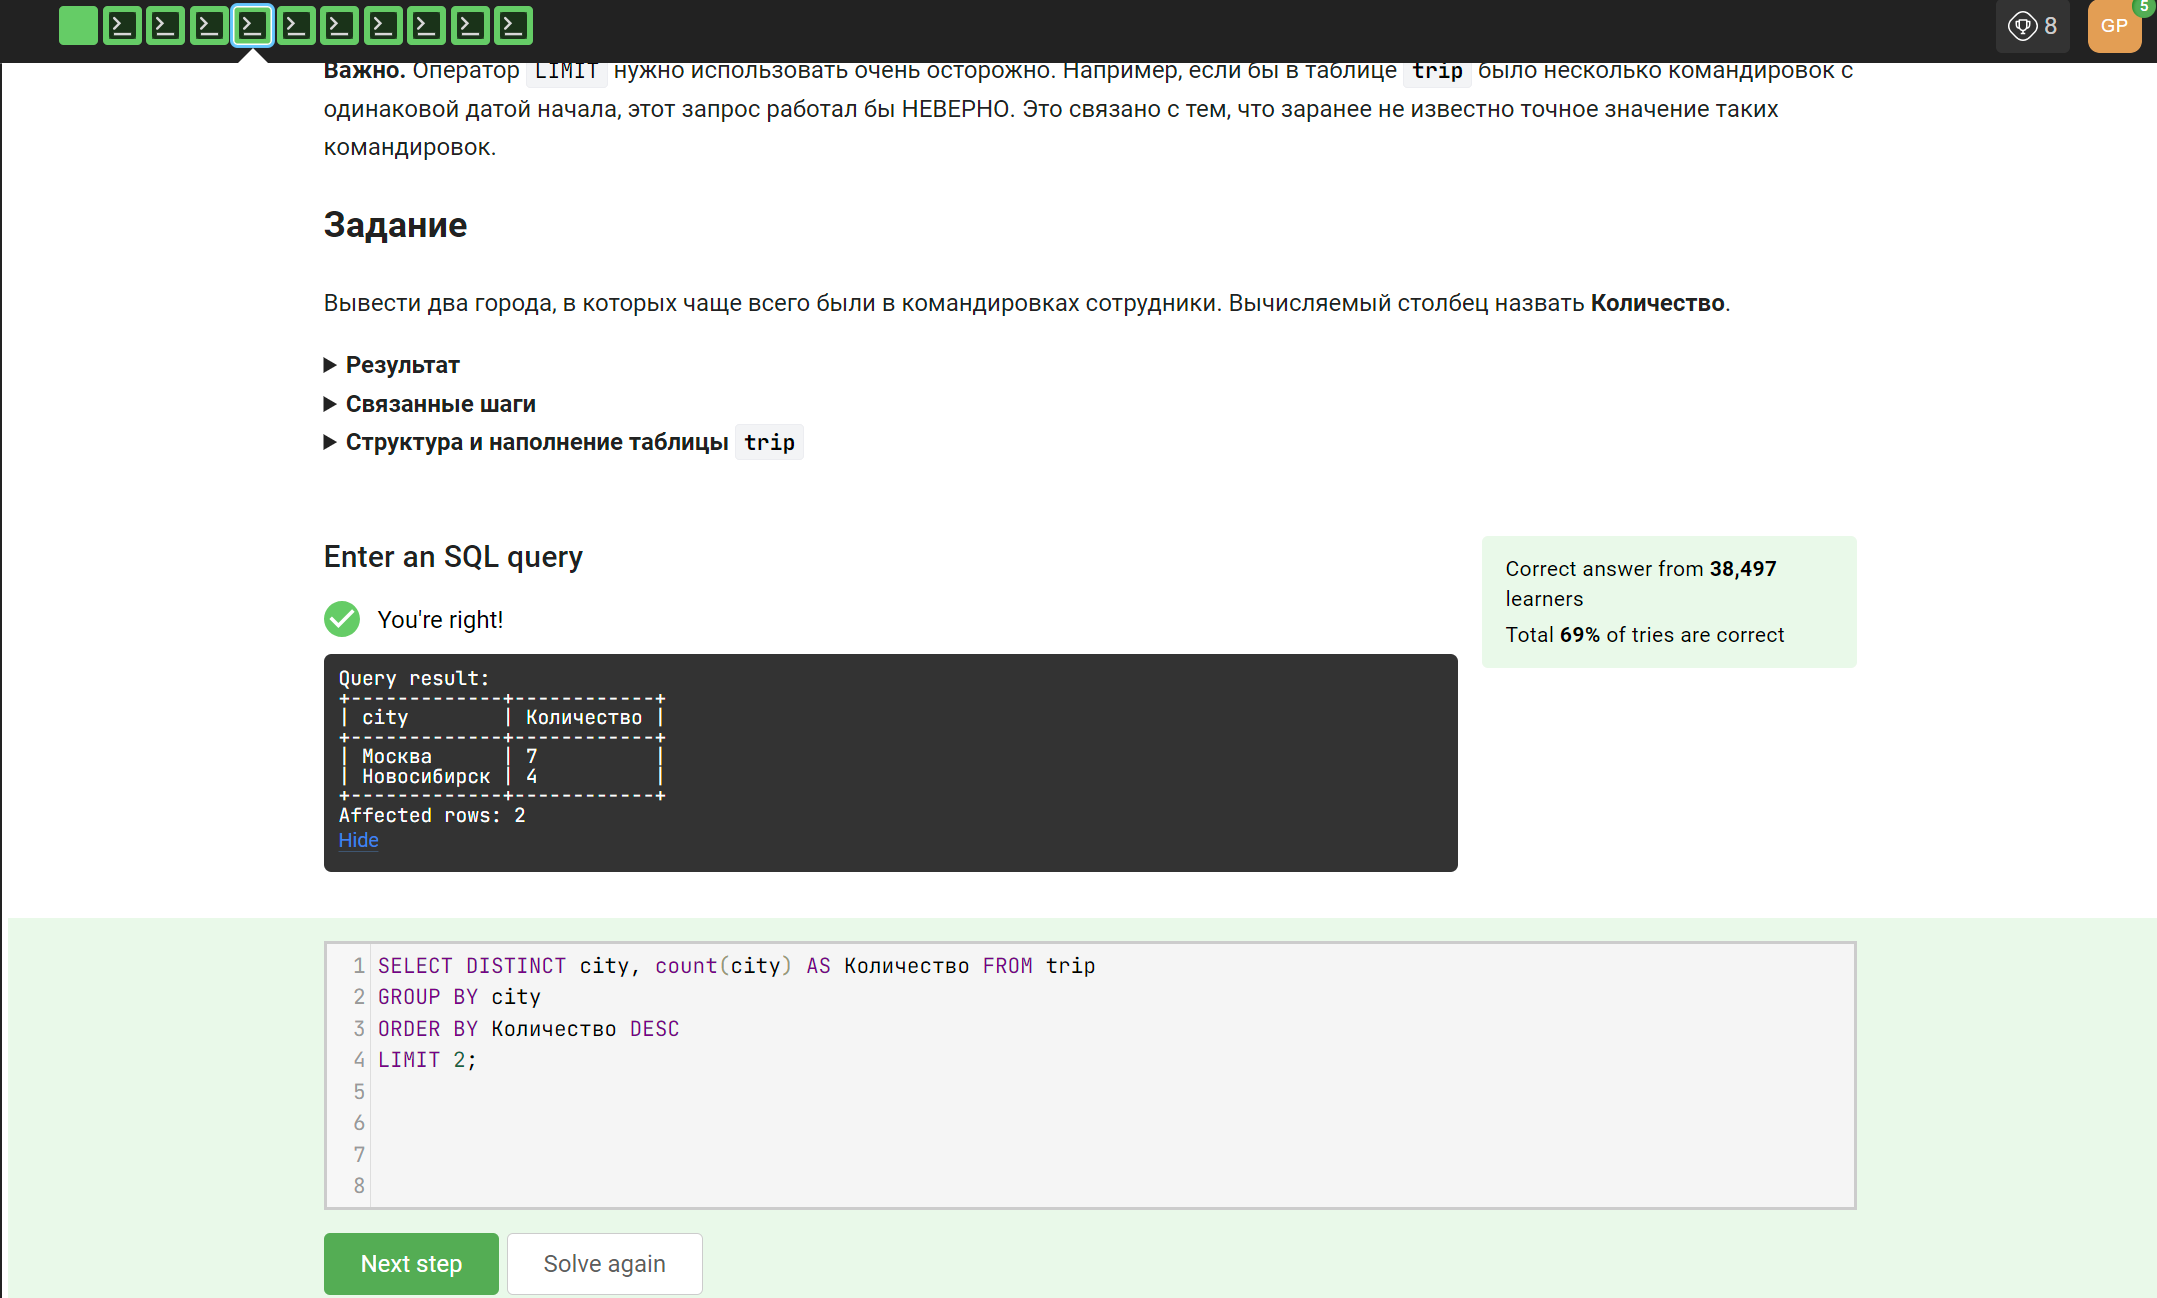 8
GP
5
Важно. Оператор LIMIT нужно использовать очень осторожно. Например, если бы в таблице trip было несколько командировок с
одинаковой датой начала, этот запрос работал бы НЕВЕРНО. Это связано с тем, что заранее не известно точное значение таких
командировок.
Задание
Вывести два города, в которых чаще всего были в командировках сотрудники. Вычисляемый столбец назвать Количество.
Результат
Связанные шаги
Структура и наполнение таблицы trip
Enter an SQL query
You're right!
Correct answer from 38,497
learners
Total 69% of tries are correct
Query result:
+-------------+------------+
| city        | Количество |
+-------------+------------+
| Москва      | 7          |
| Новосибирск | 4          |
+-------------+------------+
Affected rows: 2
Hide
1 SELECT DISTINCT city, count(city) AS Количество FROM trip
2 GROUP BY city
3 ORDER BY Количество DESC
4 LIMIT 2;
5
6
7
8
Next step
Solve again